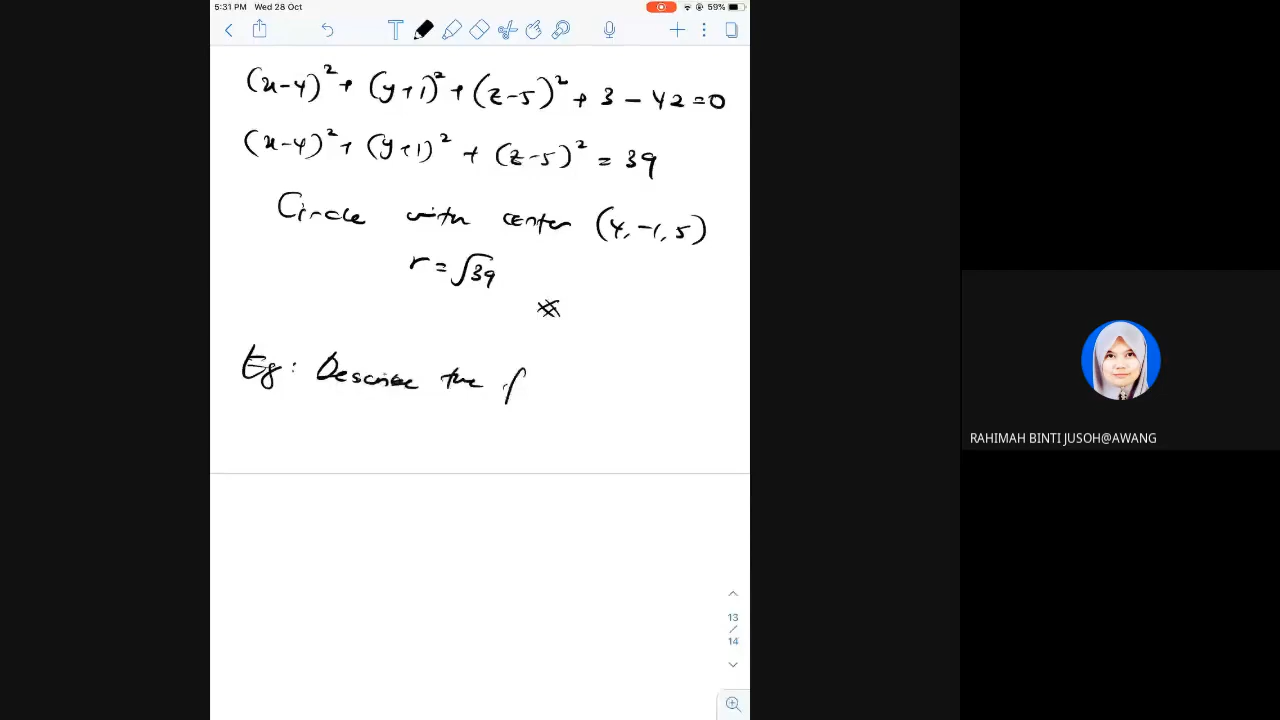 5:31 PM Wed 28 Oct
59%
(x-4)² + (y+1)² + (z-5)² + 3 - 42 = 0
(x-4)² + (y+1)² + (z-5)² = 39
Circle with center (4, -1, 5)
r = √39
Eg: Describe the
13
/
14
RAHIMAH BINTI JUSOH@AWANG